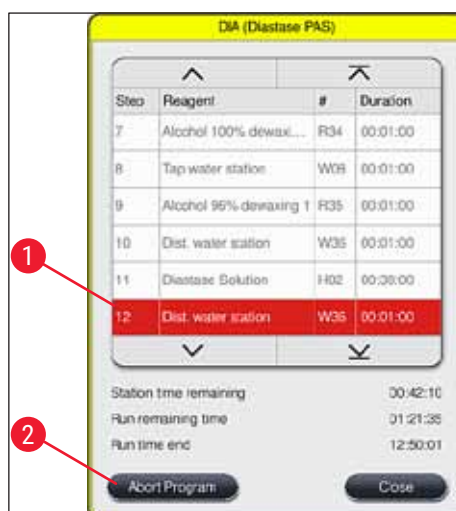 DIA (Diastase PAS)
Step Reagent # Duration
7 Alcohol 100% dewaxi... R34 00:01:00
8 Tap water station 00:01:00
9 Alcohol 96% dewaxing 1 R35 00:01:00
10 Dist. water station W36 00:01:00
11 Diastase Solution H02 00:30:00
12 Dist. water station W36 00:01:00
1
Station time remaining 00:42:10
Run remaining time 01:21:35
Run time end 12:50:01
2
Abort Program Close